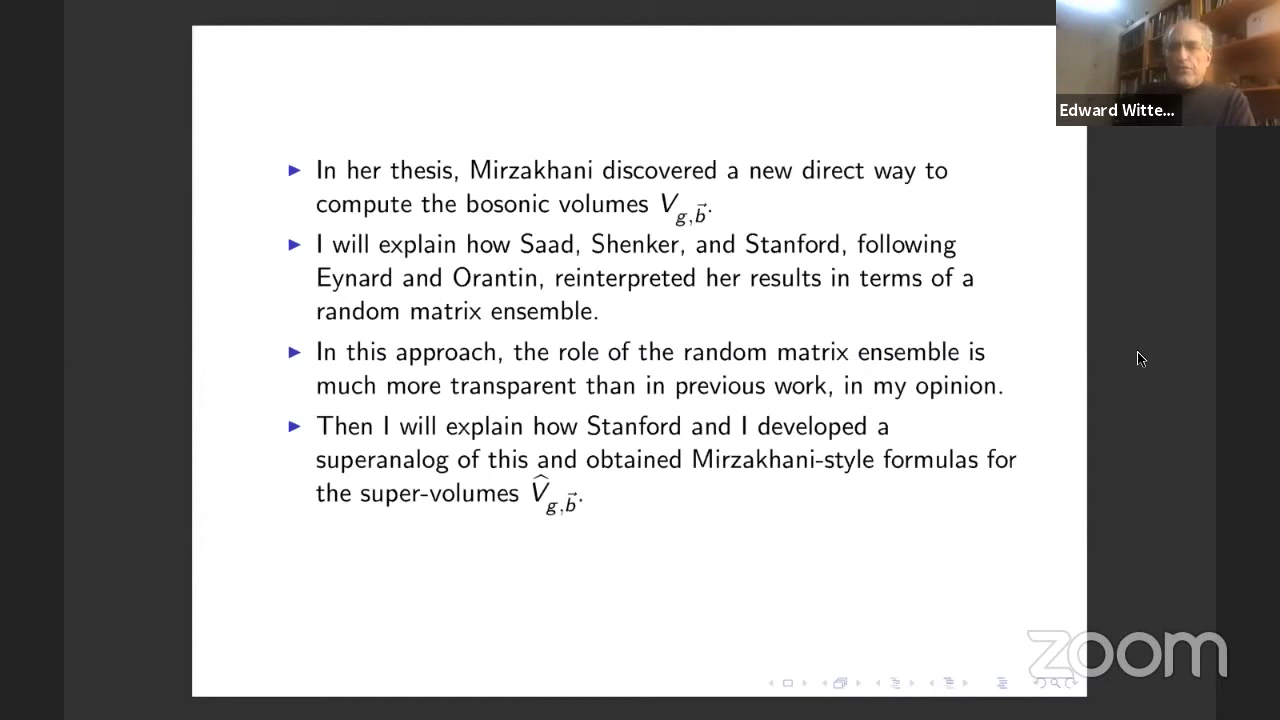 Edward Witte...
▶ In her thesis, Mirzakhani discovered a new direct way to
compute the bosonic volumes $V_{g,\vec{b}}$.
▶ I will explain how Saad, Shenker, and Stanford, following
Eynard and Orantin, reinterpreted her results in terms of a
random matrix ensemble.
▶ In this approach, the role of the random matrix ensemble is
much more transparent than in previous work, in my opinion.
▶ Then I will explain how Stanford and I developed a
superanalog of this and obtained Mirzakhani-style formulas for
the super-volumes $\widehat{V}_{g,\vec{b}}$.
zoom